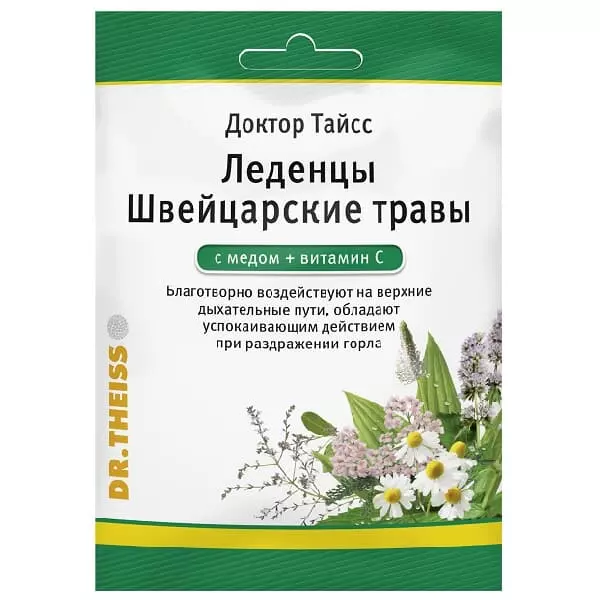 Доктор Тайсс
Леденцы
Швейцарские травы
с медом + витамин С
Благотворно воздействуют на верхние
дыхательные пути, обладают
успокаивающим действием
при раздражении горла
DR.THEISS